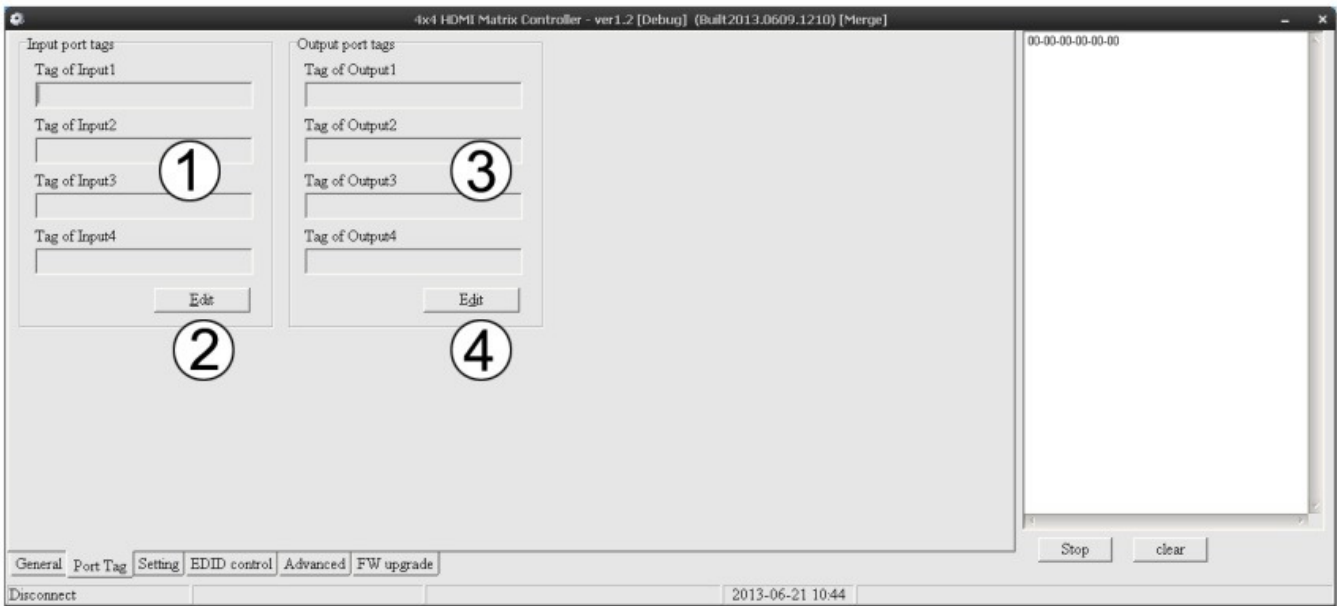 4x4 HDMI Matrix Controller - ver1.2 [Debug] (Built2013.0609.1210) [Merge]
Input port tags
Tag of Input1
Tag of Input2
Tag of Input3
Tag of Input4
Edit
1
2
Output port tags
Tag of Output1
Tag of Output2
Tag of Output3
Tag of Output4
Edit
3
4
00-00-00-00-00-00
Stop clear
General Port Tag Setting EDID control Advanced FW upgrade
Disconnect 2013-06-21 10:44